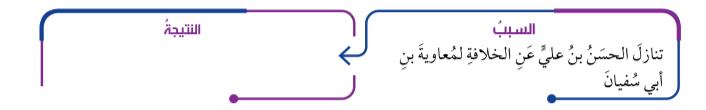 السببُ
تنازلَ الحسَنُ بنُ عليٍّ عَنِ الخلافةِ لمُعاويةَ بنِ
أبي سُفيانَ
النتيجةُ